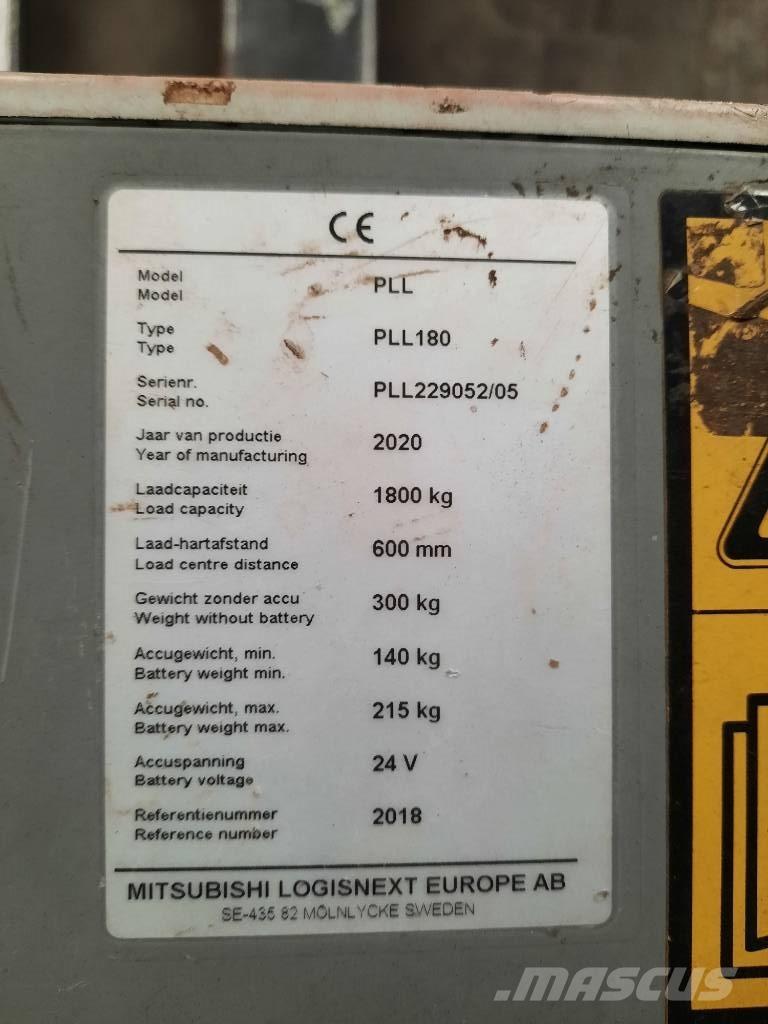 CE
Model PLL
Model
Type PLL180
Type
Serienr. PLL229052/05
Serial no.
Jaar van productie 2020
Year of manufacturing
Laadcapaciteit 1800 kg
Load capacity
Laad-hartafstand 600 mm
Load centre distance
Gewicht zonder accu 300 kg
Weight without battery
Accugewicht, min. 140 kg
Battery weight min.
Accugewicht, max. 215 kg
Battery weight max.
Accuspanning 24 V
Battery voltage
Referentienummer 2018
Reference number
MITSUBISHI LOGISNEXT EUROPE AB
SE-435 82 MÖLNLYCKE SWEDEN
MASCUS